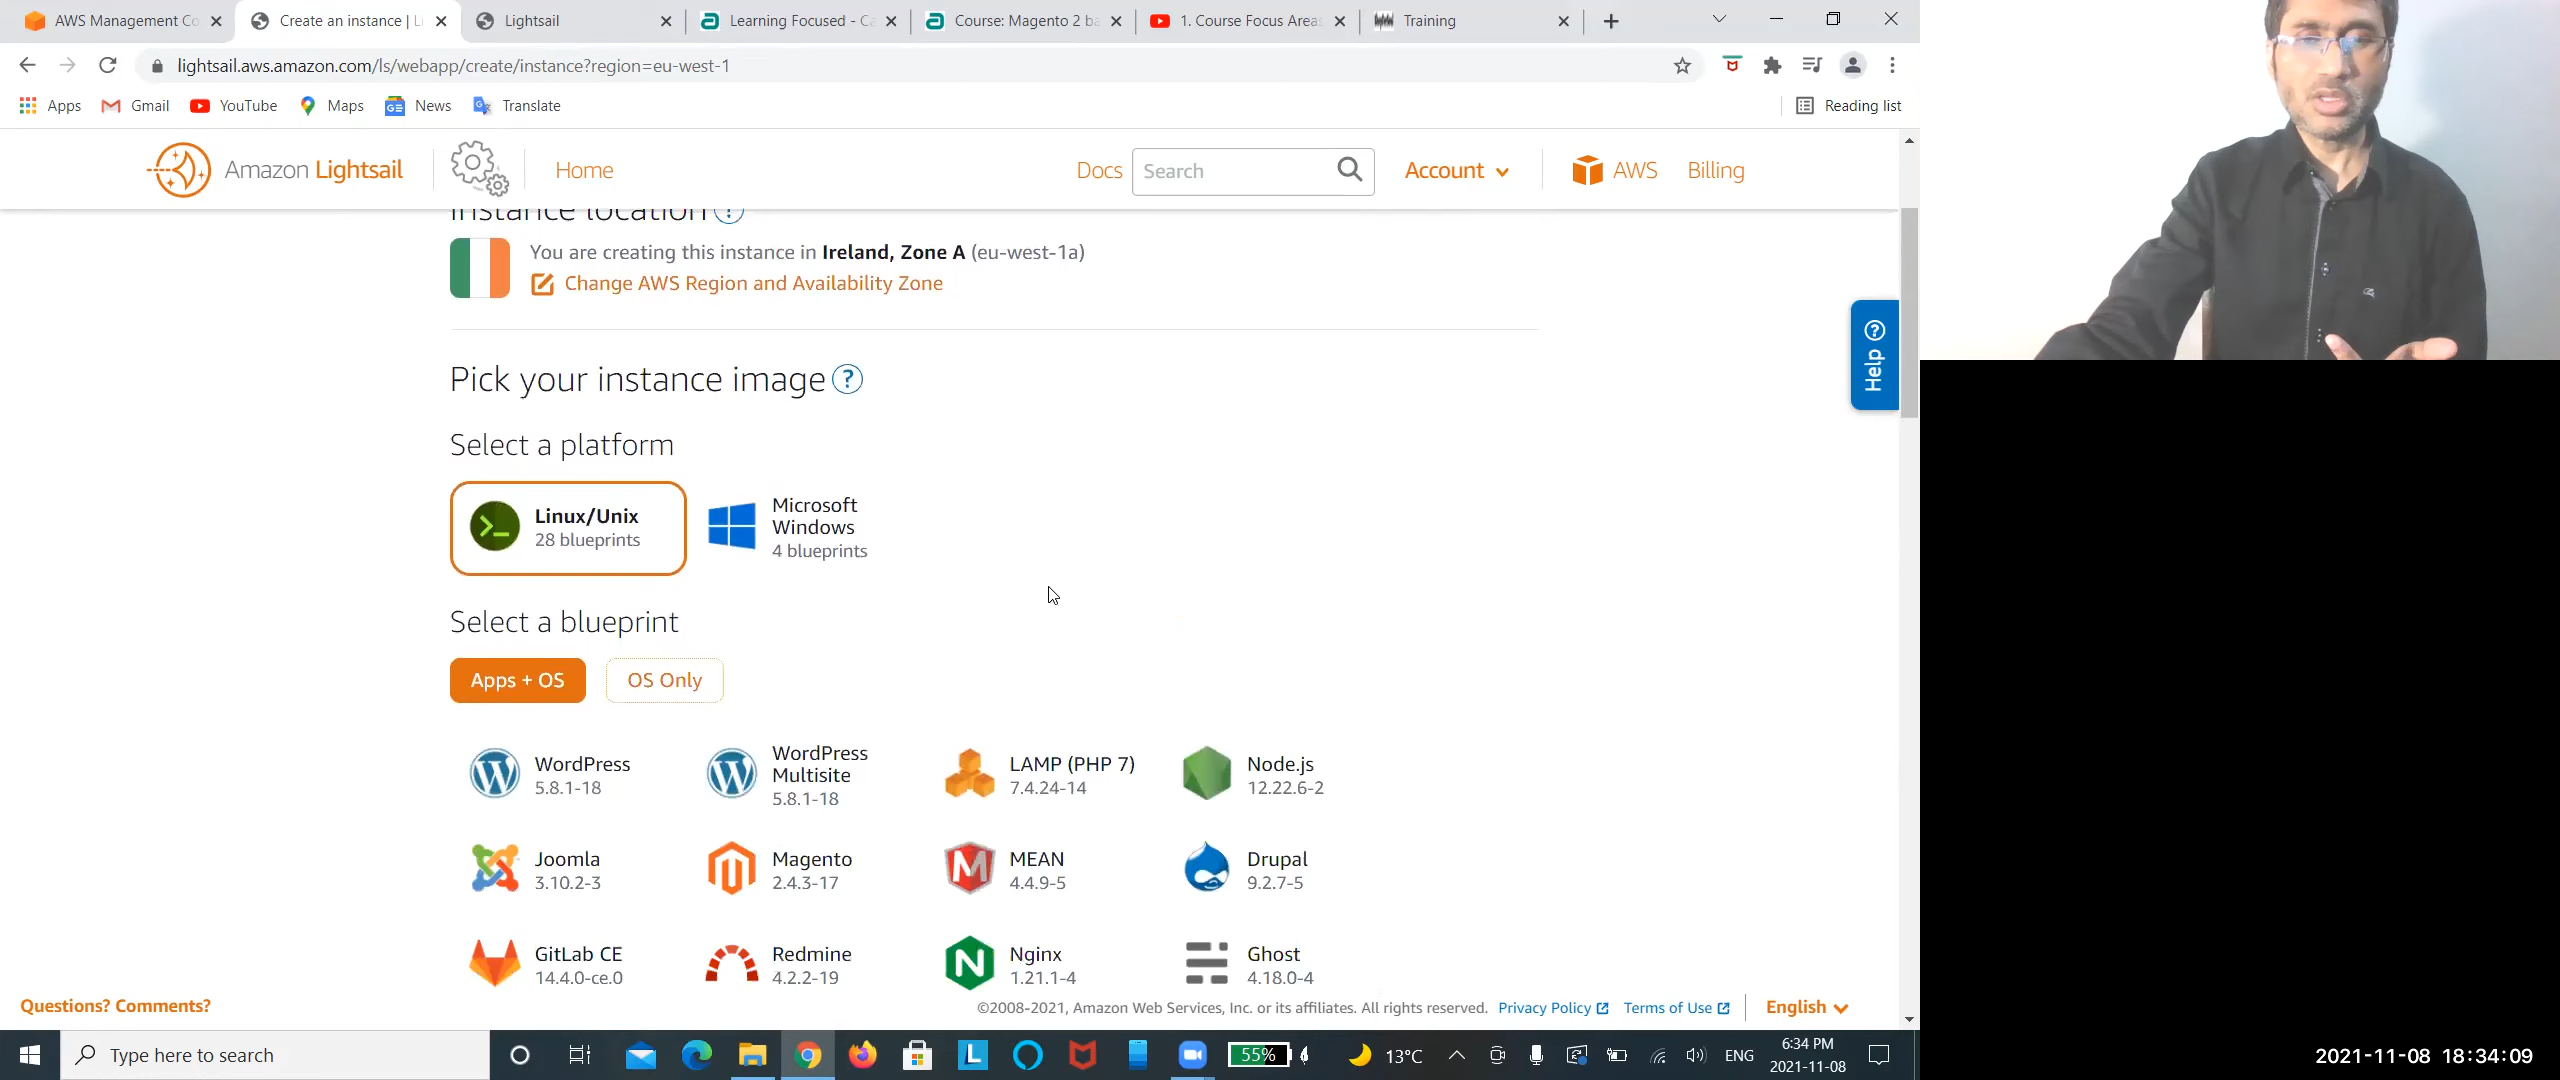 AWS Management Co
Create an instance | L
Lightsail
Learning Focused - Ca
Course: Magento 2 ba
1. Course Focus Areas
Training
lightsail.aws.amazon.com/ls/webapp/create/instance?region=eu-west-1
Apps
Gmail
YouTube
Maps
News
Translate
Reading list
Amazon Lightsail
Home
Docs
Search
Account
AWS
Billing
Instance location ?
You are creating this instance in Ireland, Zone A (eu-west-1a)
Change AWS Region and Availability Zone
Help ?
Pick your instance image ?
Select a platform
Linux/Unix
28 blueprints
Microsoft
Windows
4 blueprints
Select a blueprint
Apps + OS
OS Only
WordPress
5.8.1-18
WordPress
Multisite
5.8.1-18
LAMP (PHP 7)
7.4.24-14
Node.js
12.22.6-2
Joomla
3.10.2-3
Magento
2.4.3-17
MEAN
4.4.9-5
Drupal
9.2.7-5
GitLab CE
14.4.0-ce.0
Redmine
4.2.2-19
Nginx
1.21.1-4
Ghost
4.18.0-4
Questions? Comments?
©2008-2021, Amazon Web Services, Inc. or its affiliates. All rights reserved.
Privacy Policy
Terms of Use
English
Type here to search
55%
13°C
ENG
6:34 PM
2021-11-08
2021-11-08 18:34:09